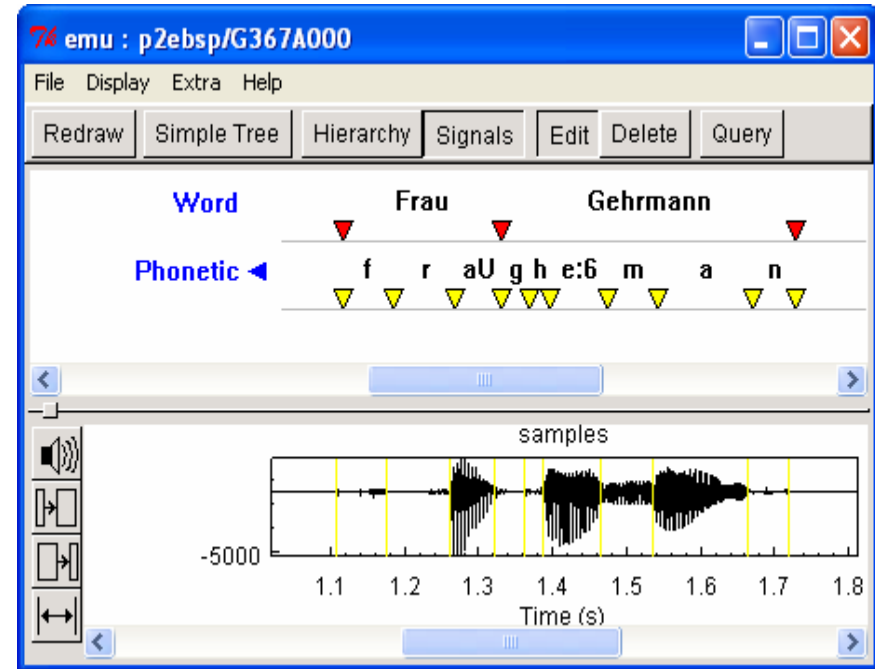 7% emu : p2ebsp/G367A000
File Display Extra Help
Redraw Simple Tree Hierarchy Signals Edit Delete Query
Word Frau Gehrmann
Phonetic f r aU g h e:6 m a n
samples
-5000
1.1 1.2 1.3 1.4 1.5 1.6 1.7 1.8
Time (s)